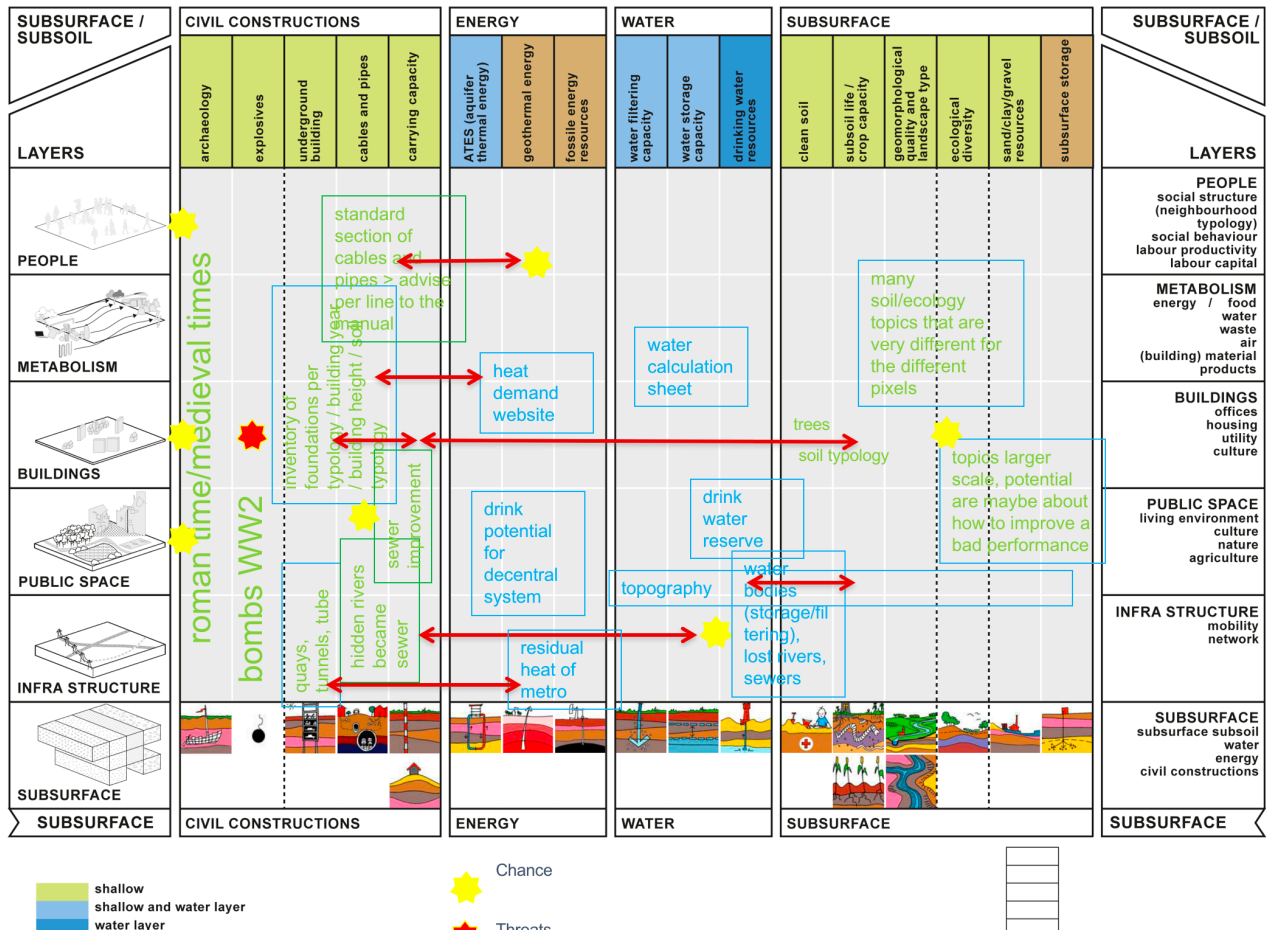 SUBSURFACE /
SUBSOIL
LAYERS
CIVIL CONSTRUCTIONS
ENERGY
WATER
SUBSURFACE
SUBSURFACE /
SUBSOIL
LAYERS
archaeology
explosives
underground
building
cables and pipes
carrying capacity
ATES (aquifer
thermal energy)
geothermal energy
fossile energy
resources
water filtering
capacity
water storage
capacity
drinking water
resources
clean soil
subsoil life /
crop capacity
geomorphological
quality and
landscape type
ecological
diversity
sand/clay/gravel
resources
subsurface storage
PEOPLE
METABOLISM
BUILDINGS
PUBLIC SPACE
INFRA STRUCTURE
SUBSURFACE
roman time/medieval times
bombs WW2
standard
section of
cables and
pipes > advise
per line to the
manual
inventory of
foundations per
typology / building year
/ building height / soil
typology
sewer
improvement
hidden rivers
became
sewer
quays,
tunnels, tube
heat
demand
website
drink
potential
for
decentral
system
residual
heat of
metro
water
calculation
sheet
drink
water
reserve
topography
water
bodies
(storage/fil
tering),
lost rivers,
sewers
many
soil/ecology
topics that are
very different for
the different
pixels
trees
soil typology
topics larger
scale, potential
are maybe about
how to improve a
bad performance
PEOPLE
social structure
(neighbourhood
typology)
social behaviour
labour productivity
labour capital
METABOLISM
energy / food
water
waste
air
(building) material
products
BUILDINGS
offices
housing
utility
culture
PUBLIC SPACE
living environment
culture
nature
agriculture
INFRA STRUCTURE
mobility
network
SUBSURFACE
subsurface subsoil
water
energy
civil constructions
SUBSURFACE
CIVIL CONSTRUCTIONS
ENERGY
WATER
SUBSURFACE
SUBSURFACE
shallow
shallow and water layer
water layer
Chance
Threats